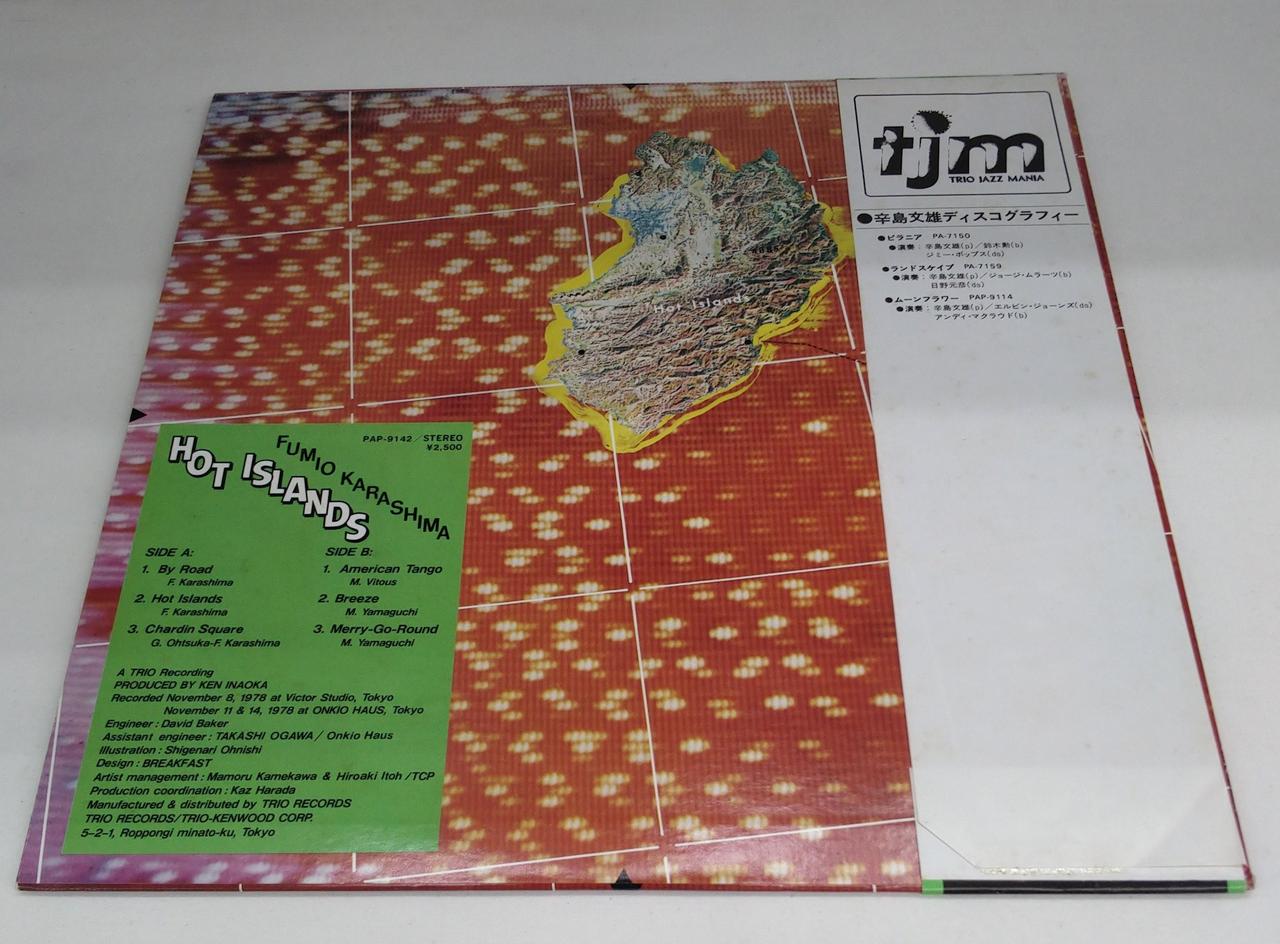 tjm
TRIO JAZZ MANIA
●辛島文雄ディスコグラフィー
●ピラニア PA-7150
●演奏：辛島文雄(p)／鈴木勲(b)
ジミー・ホップス(ds)
●ランドスケイプ PA-7159
●演奏：辛島文雄(p)／ジョージ・ムラーツ(b)
日野元彦(ds)
●ムーンフラワー PAP-9114
●演奏：辛島文雄(p)／エルビン・ジョーンズ(ds)
アンディ・マクラウド(b)
Hot Islands
PAP-9142／STEREO
¥2,500
FUMIO KARASHIMA
HOT ISLANDS
SIDE A:
1. By Road
F. Karashima
2. Hot Islands
F. Karashima
3. Chardin Square
G. Ohtsuka-F. Karashima
SIDE B:
1. American Tango
M. Vitous
2. Breeze
M. Yamaguchi
3. Merry-Go-Round
M. Yamaguchi
A TRIO Recording
PRODUCED BY KEN INAOKA
Recorded November 8, 1978 at Victor Studio, Tokyo
November 11 & 14, 1978 at ONKIO HAUS, Tokyo
Engineer : David Baker
Assistant engineer : TAKASHI OGAWA / Onkio Haus
Illustration : Shigenari Ohnishi
Design : BREAKFAST
Artist management : Mamoru Kamekawa & Hiroaki Itoh / TCP
Production coordination : Kaz Harada
Manufactured & distributed by TRIO RECORDS
TRIO RECORDS/TRIO-KENWOOD CORP.
5-2-1, Roppongi minato-ku, Tokyo